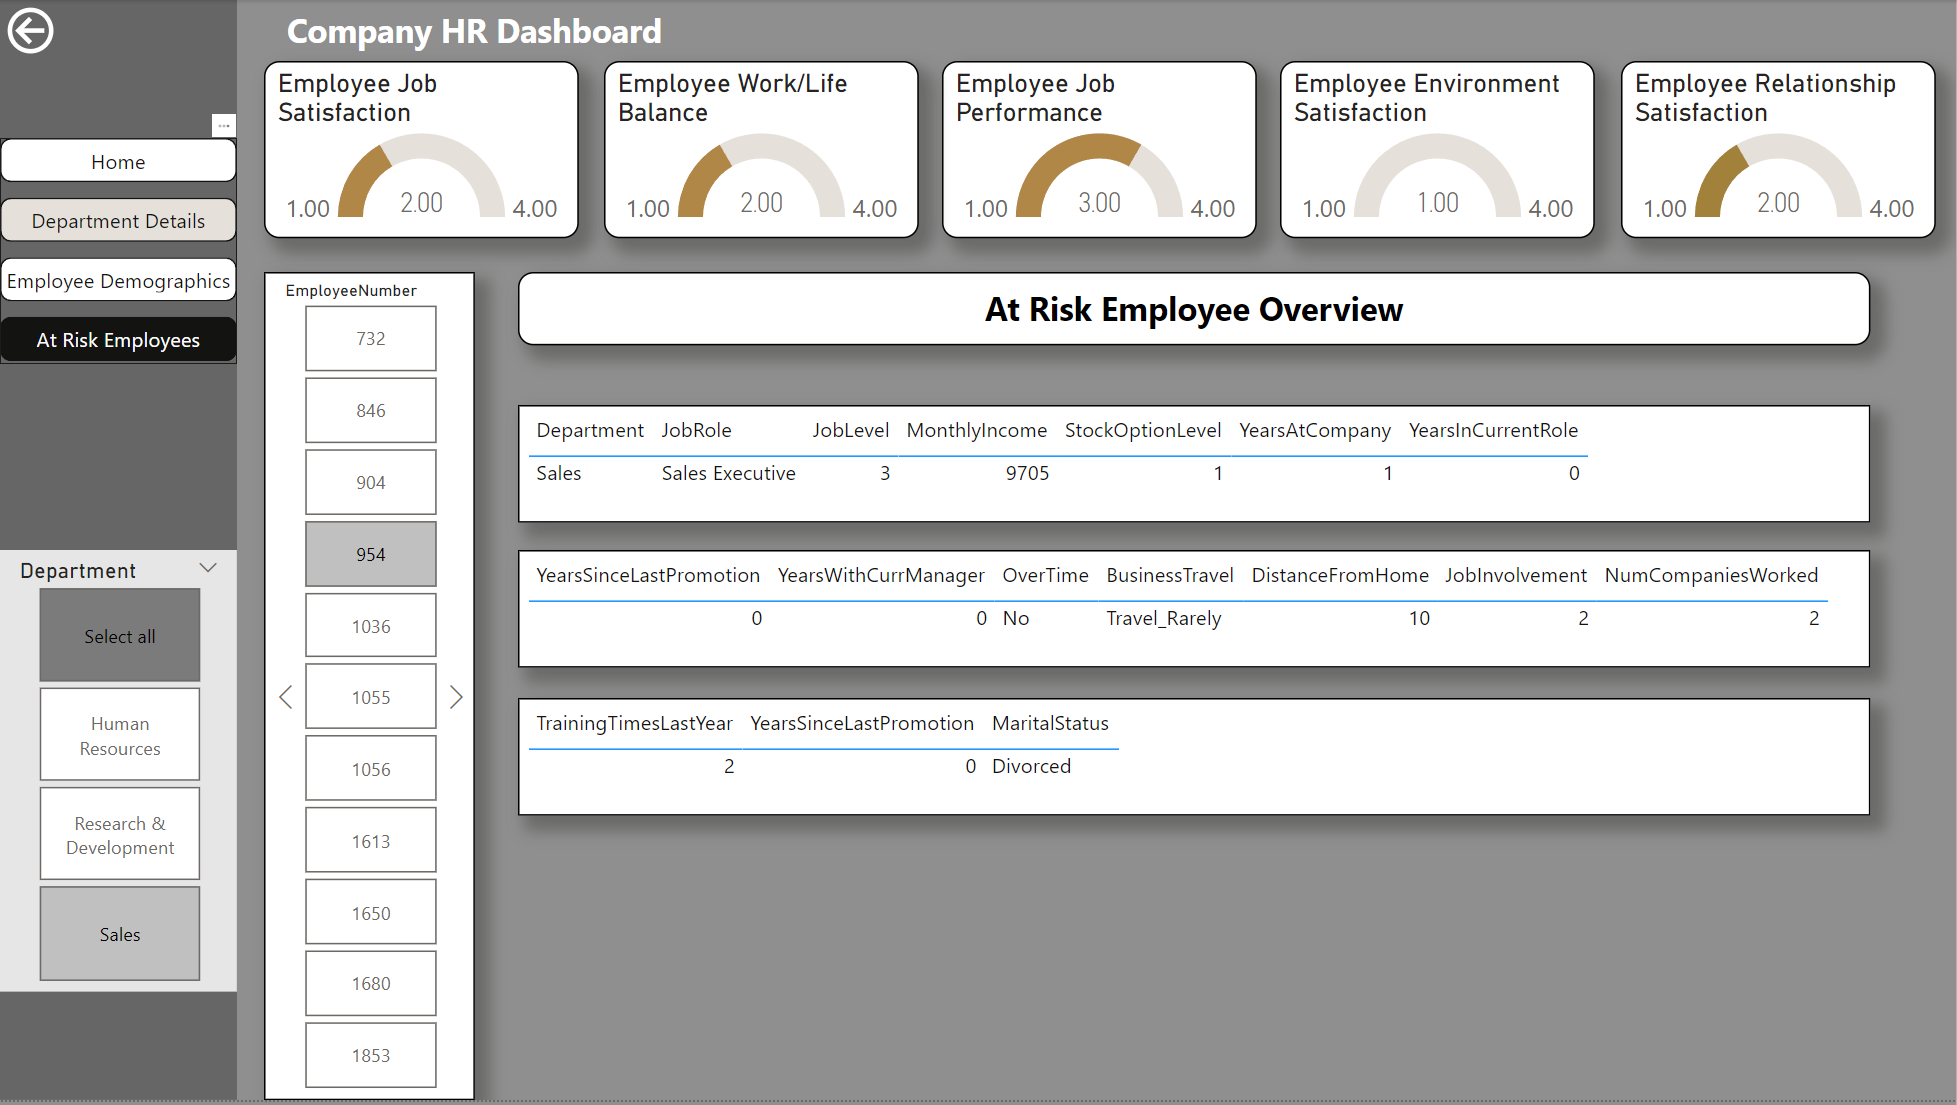 Company HR Dashboard
Home
Department Details
Employee Demographics
At Risk Employees
Department
Select all
Human
Resources
Research &
Development
Sales
Employee Job
Satisfaction
1.00 2.00 4.00
Employee Work/Life
Balance
1.00 2.00 4.00
Employee Job
Performance
1.00 3.00 4.00
Employee Environment
Satisfaction
1.00 1.00 4.00
Employee Relationship
Satisfaction
1.00 2.00 4.00
EmployeeNumber
732
846
904
954
1036
1055
1056
1613
1650
1680
1853
At Risk Employee Overview
Department JobRole JobLevel MonthlyIncome StockOptionLevel YearsAtCompany YearsInCurrentRole
Sales Sales Executive 3 9705 1 1 0
YearsSinceLastPromotion YearsWithCurrManager OverTime BusinessTravel DistanceFromHome JobInvolvement NumCompaniesWorked
0 0 No Travel_Rarely 10 2 2
TrainingTimesLastYear YearsSinceLastPromotion MaritalStatus
2 0 Divorced